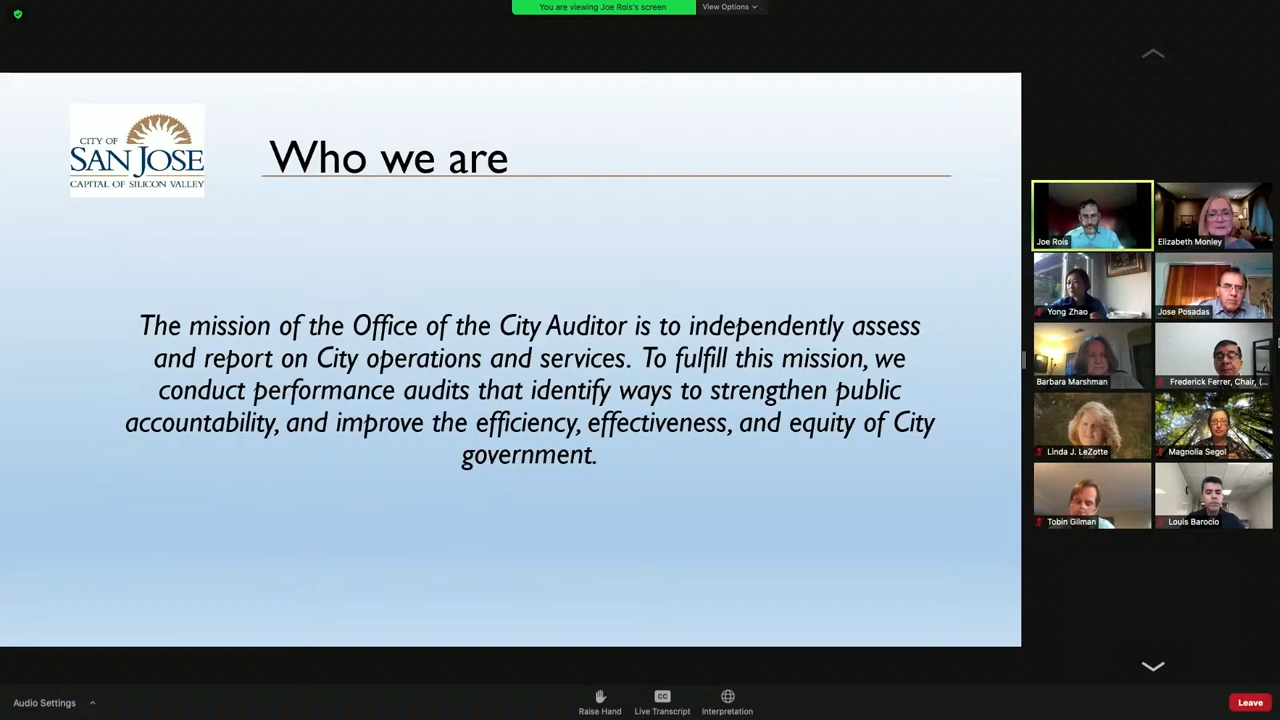 You are viewing Joe Rois's screen
View Options
CITY OF
SAN JOSE
CAPITAL OF SILICON VALLEY
Who we are
The mission of the Office of the City Auditor is to independently assess
and report on City operations and services. To fulfill this mission, we
conduct performance audits that identify ways to strengthen public
accountability, and improve the efficiency, effectiveness, and equity of City
government.
Joe Rois
Elizabeth Monley
Yong Zhao
Jose Posadas
Barbara Marshman
Frederick Ferrer, Chair, (...
Linda J. LeZotte
Magnolia Segol
Tobin Gilman
Louis Barocio
Audio Settings
CC
Raise Hand
Live Transcript
Interpretation
Leave